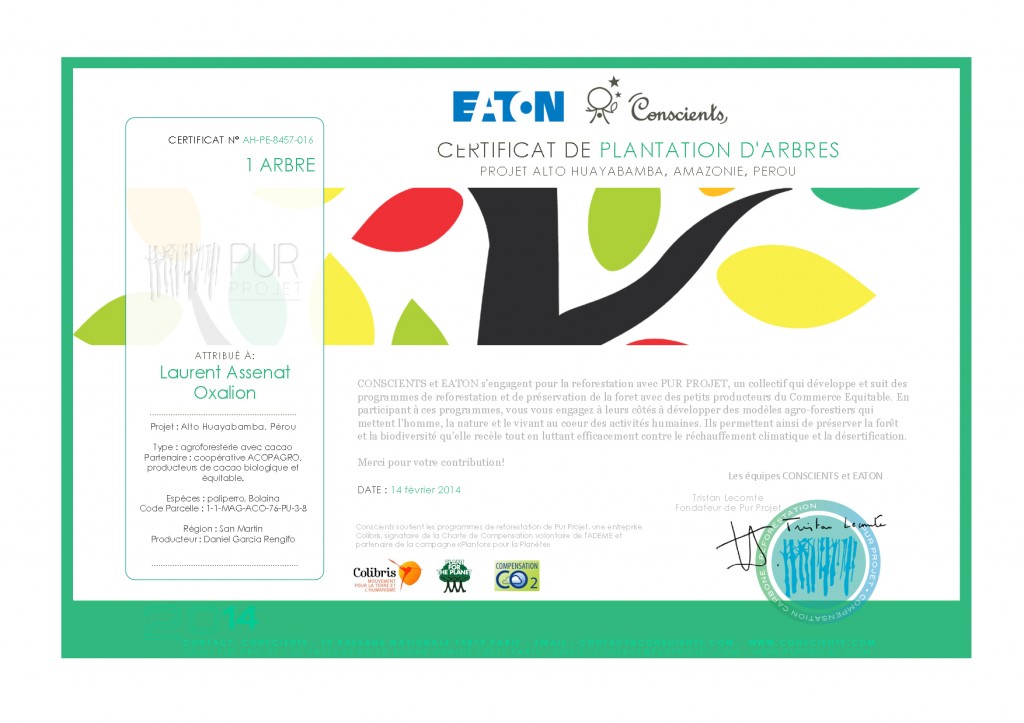 EATON Conscients
CERTIFICAT DE PLANTATION D'ARBRES
PROJET ALTO HUAYABAMBA, AMAZONIE, PEROU
CERTIFICAT N° AH-PE-8457-016
1 ARBRE
PUR
PROJET
ATTRIBUÉ À:
Laurent Assenat
Oxalion
Projet : Alto Huayabamba, Pérou
Type : agroforesterie avec cacao
Partenaire : coopérative ACOPAGRO,
producteurs de cacao biologique et
équitable.
Espèces : paliperro, Bolaina
Code Parcelle : 1-1-MAG-ACO-76-PU-3-8
Région : San Martin
Producteur : Daniel Garcia Rengifo
CONSCIENTS et EATON s'engagent pour la reforestation avec PUR PROJET, un collectif qui développe et suit des
programmes de reforestation et de préservation de la foret avec des petits producteurs du Commerce Equitable. En
participant à ces programmes, vous vous engagez à leurs côtés à développer des modèles agro-forestiers qui
mettent l'homme, la nature et le vivant au coeur des activités humaines. Ils permettent ainsi de préserver la forêt
et la biodiversité qu'elle recèle tout en luttant efficacement contre le réchauffement climatique et la désertification.
Merci pour votre contribution!
Les équipes CONSCIENTS et EATON
DATE : 14 février 2014
Tristan Lecomte
Fondateur de Pur Projet
Tristan Lecomte
Conscients soutient les programmes de reforestation de Pur Projet, une entreprise
Colibris, signataire de la Charte de Compensation volontaire de l'ADEME et
partenaire de la campagne «Plantons pour la Planète»
Colibris
MOUVEMENT
POUR LA TERRE ET
L'HUMANISME
PLANT
FOR
THE PLANET
COMPENSATION
CO2
PUR PROJET • COMPENSATION CARBONE
2014
CONTACT CONSCIENTS
WWW.CONSCIENTS.COM